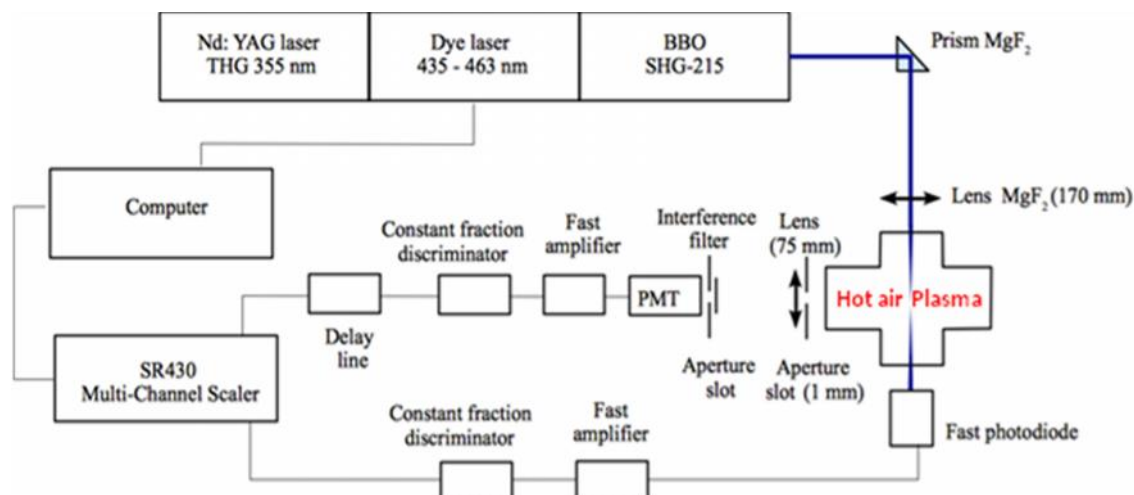 Nd: YAG laser
THG 355 nm
Dye laser
435 - 463 nm
BBO
SHG-215
Prism MgF₂
Computer
Lens MgF₂ (170 mm)
Constant fraction
discriminator
Fast
amplifier
Interference
filter
Lens
(75 mm)
PMT
Hot air Plasma
Delay
line
Aperture
slot
Aperture
slot (1 mm)
SR430
Multi-Channel Scaler
Constant fraction
discriminator
Fast
amplifier
Fast photodiode